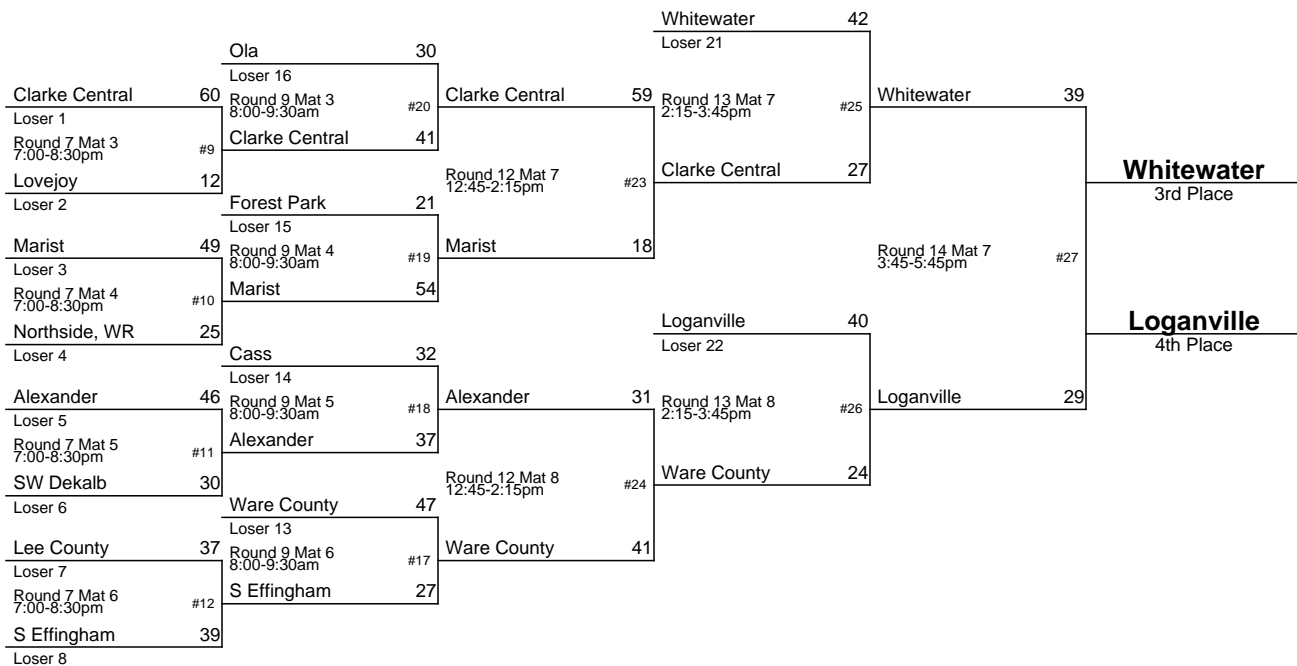 Clarke Central 60
Loser 1
Round 7 Mat 3
7:00-8:30pm
#9
Lovejoy 12
Loser 2
Marist 49
Loser 3
Round 7 Mat 4
7:00-8:30pm
#10
Northside, WR 25
Loser 4
Alexander 46
Loser 5
Round 7 Mat 5
7:00-8:30pm
#11
SW Dekalb 30
Loser 6
Lee County 37
Loser 7
Round 7 Mat 6
7:00-8:30pm
#12
S Effingham 39
Loser 8
Ola 30
Loser 16
Round 9 Mat 3
8:00-9:30am
#20
Clarke Central 41
Forest Park 21
Loser 15
Round 9 Mat 4
8:00-9:30am
#19
Marist 54
Cass 32
Loser 14
Round 9 Mat 5
8:00-9:30am
#18
Alexander 37
Ware County 47
Loser 13
Round 9 Mat 6
8:00-9:30am
#17
S Effingham 27
Clarke Central 59
Round 12 Mat 7
12:45-2:15pm
#23
Marist 18
Alexander 31
Round 12 Mat 8
12:45-2:15pm
#24
Ware County 41
Whitewater 42
Loser 21
Round 13 Mat 7
2:15-3:45pm
#25
Clarke Central 27
Loganville 40
Loser 22
Round 13 Mat 8
2:15-3:45pm
#26
Ware County 24
Whitewater 39
Round 14 Mat 7
3:45-5:45pm
#27
Loganville 29
Whitewater
3rd Place
Loganville
4th Place